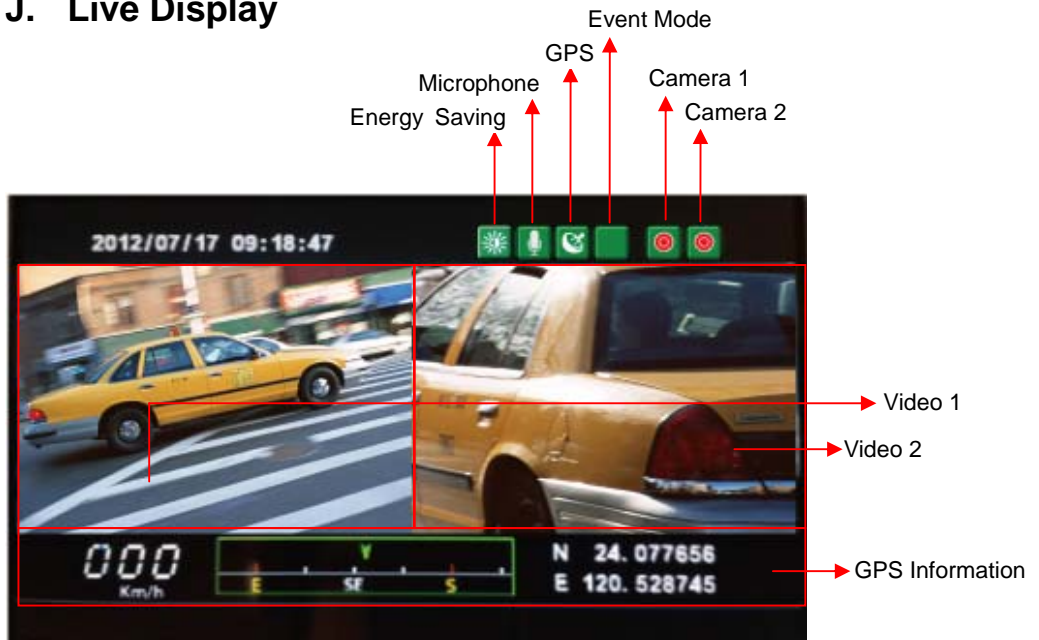 J. Live Display
Event Mode
GPS
Microphone
Camera 1
Energy Saving
Camera 2
2012/07/17 09:18:47
Video 1
Video 2
000
Km/h
E SE S
N 24.077656
E 120.528745
GPS Information